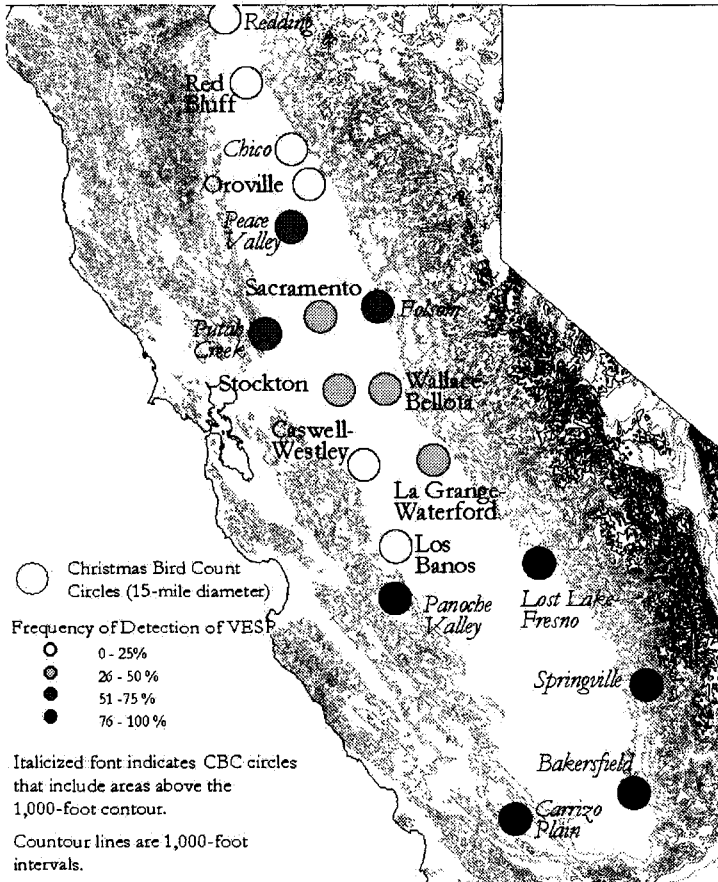 Redding
Red
Bluff
Chico
Oroville
Peace
Valley
Sacramento
Folsom
Putah
Creek
Stockton
Wallace-
Bellota
Caswell-
Westley
La Grange-
Waterford
Los
Banos
Christmas Bird Count
Circles (15-mile diameter)
Panoche
Valley
Lost Lake-
Fresno
Frequency of Detection of VESP
0 - 25%
26 - 50 %
51 -75 %
76 - 100 %
Springville
Italicized font indicates CBC circles
that include areas above the
1,000-foot contour.
Bakersfield
Carrizo
Plain
Countour lines are 1,000-foot
intervals.